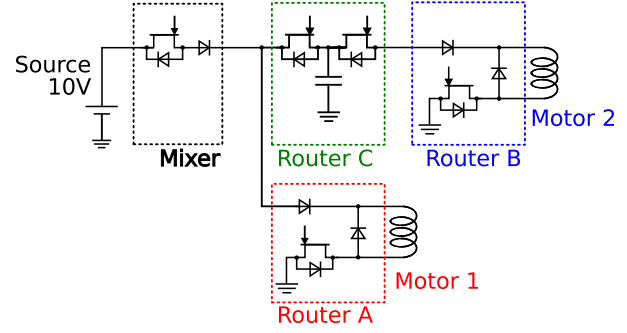 Source
10V
Mixer
Router C
Router B
Motor 2
Router A
Motor 1